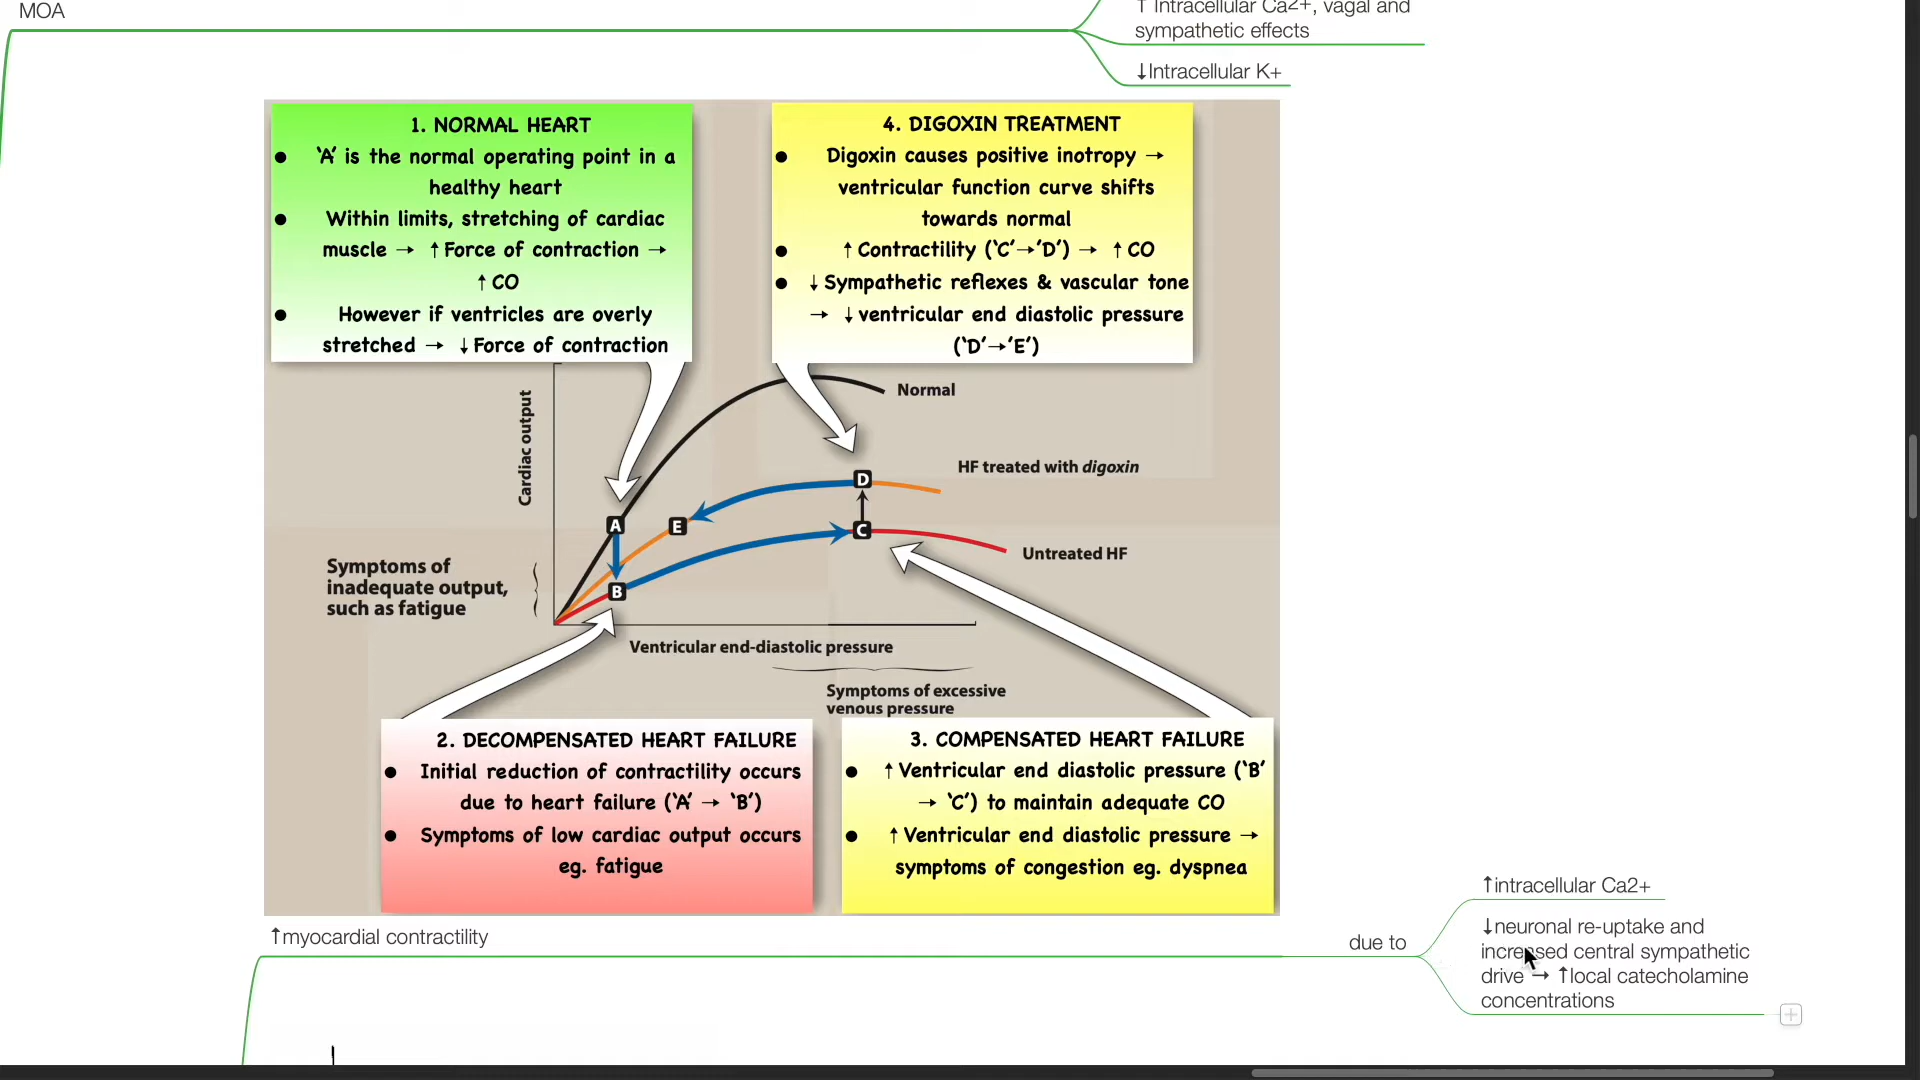 MOA
↑ Intracellular Ca2+, vagal and
sympathetic effects
↓Intracellular K+
1. NORMAL HEART
● 'A' is the normal operating point in a
healthy heart
● Within limits, stretching of cardiac
muscle → ↑Force of contraction →
↑CO
● However if ventricles are overly
stretched → ↓Force of contraction
4. DIGOXIN TREATMENT
● Digoxin causes positive inotropy →
ventricular function curve shifts
towards normal
● ↑Contractility ('C'→'D') → ↑CO
● ↓Sympathetic reflexes & vascular tone
→ ↓ventricular end diastolic pressure
('D'→'E')
Cardiac output
Normal
HF treated with digoxin
D
A
E
C
Untreated HF
Symptoms of
inadequate output,
such as fatigue
B
Ventricular end-diastolic pressure
Symptoms of excessive
venous pressure
2. DECOMPENSATED HEART FAILURE
● Initial reduction of contractility occurs
due to heart failure ('A' → 'B')
● Symptoms of low cardiac output occurs
eg. fatigue
3. COMPENSATED HEART FAILURE
● ↑Ventricular end diastolic pressure ('B'
→ 'C') to maintain adequate CO
● ↑Ventricular end diastolic pressure →
symptoms of congestion eg. dyspnea
↑myocardial contractility
due to
↑intracellular Ca2+
↓neuronal re-uptake and
increased central sympathetic
drive → ↑local catecholamine
concentrations